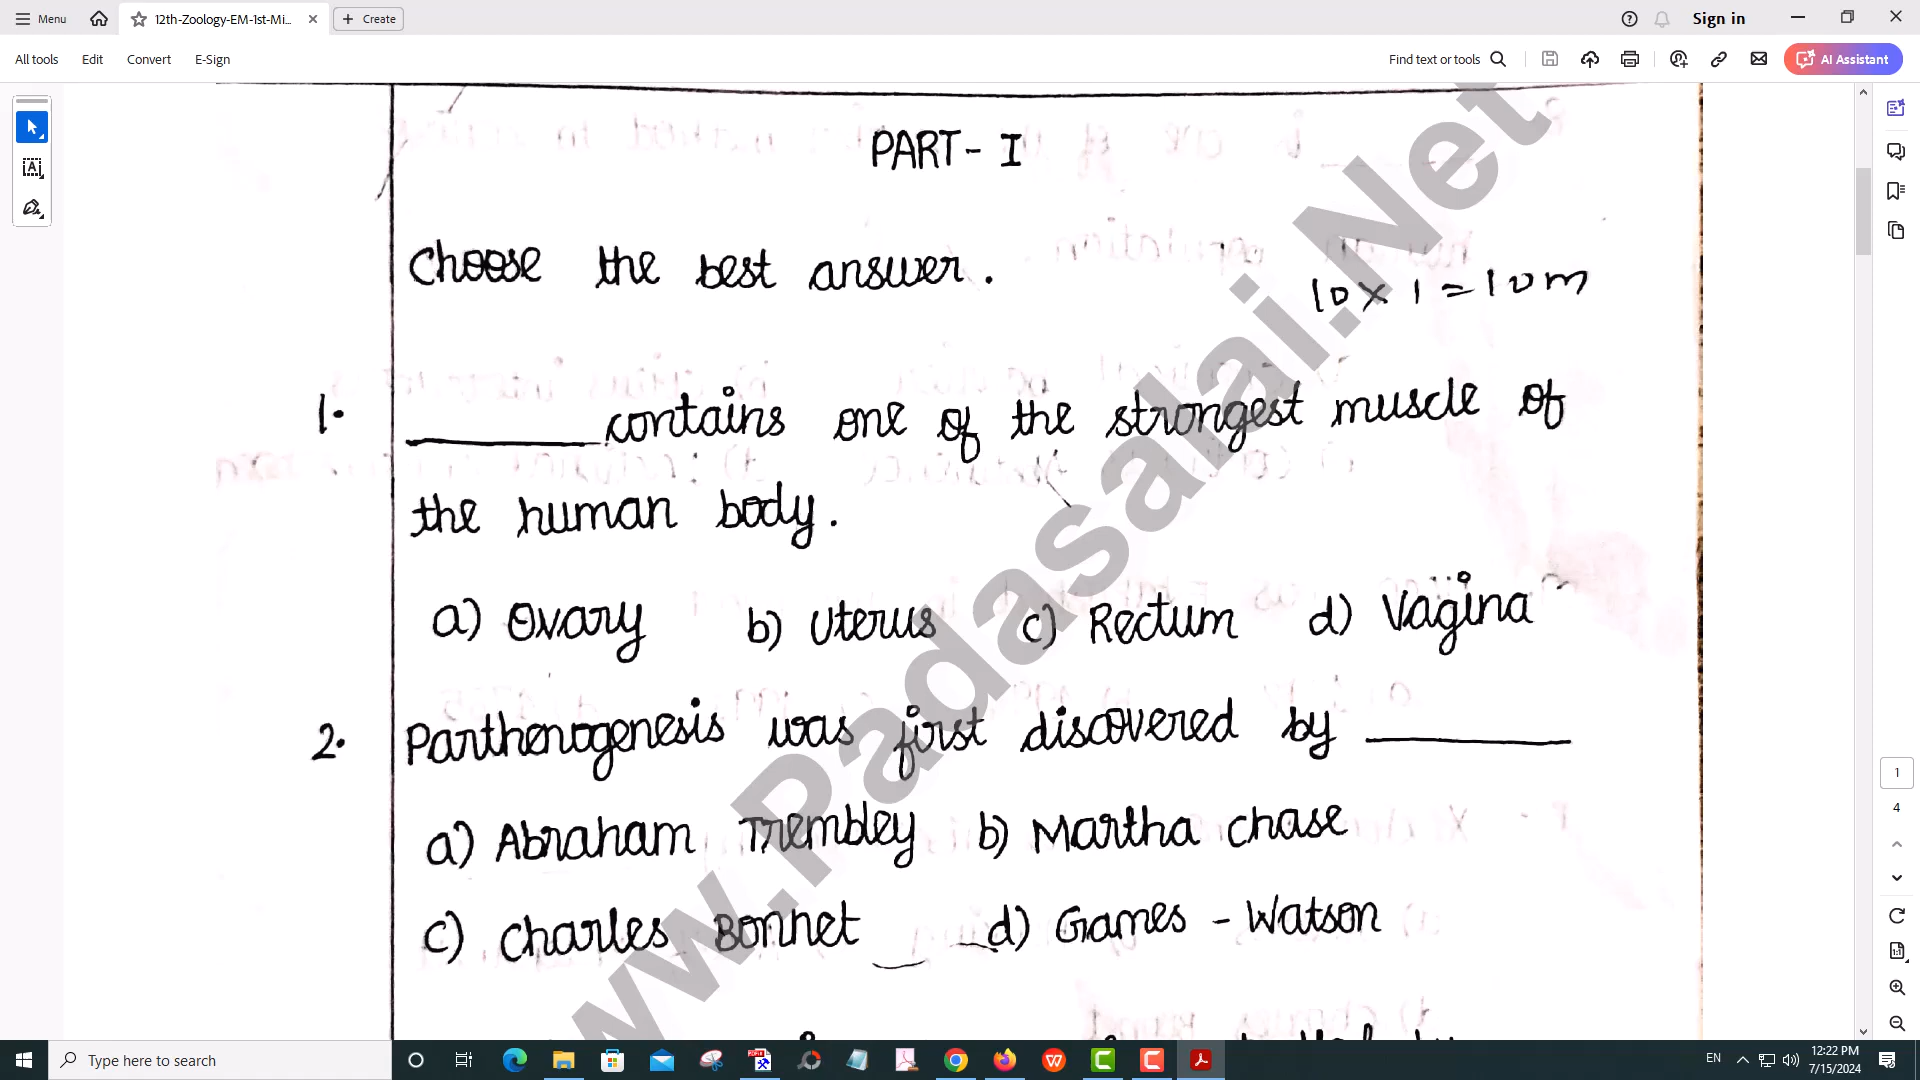 Menu
12th-Zoology-EM-1st-Mi...
Create
Sign in
All tools Edit Convert E-Sign
Find text or tools
AI Assistant
PART - I
Choose the best answer.
10 x 1 = 10m
1. ________ contains one of the strongest muscle of
the human body.
a) Ovary b) Uterus c) Rectum d) Vagina
2. Parthenogenesis was first discovered by ________
a) Abraham Trembley b) Martha chase
c) Charles Bonnet d) Games - Watson
www.Padasalai.Net
1
4
Type here to search
EN
12:22 PM
7/15/2024